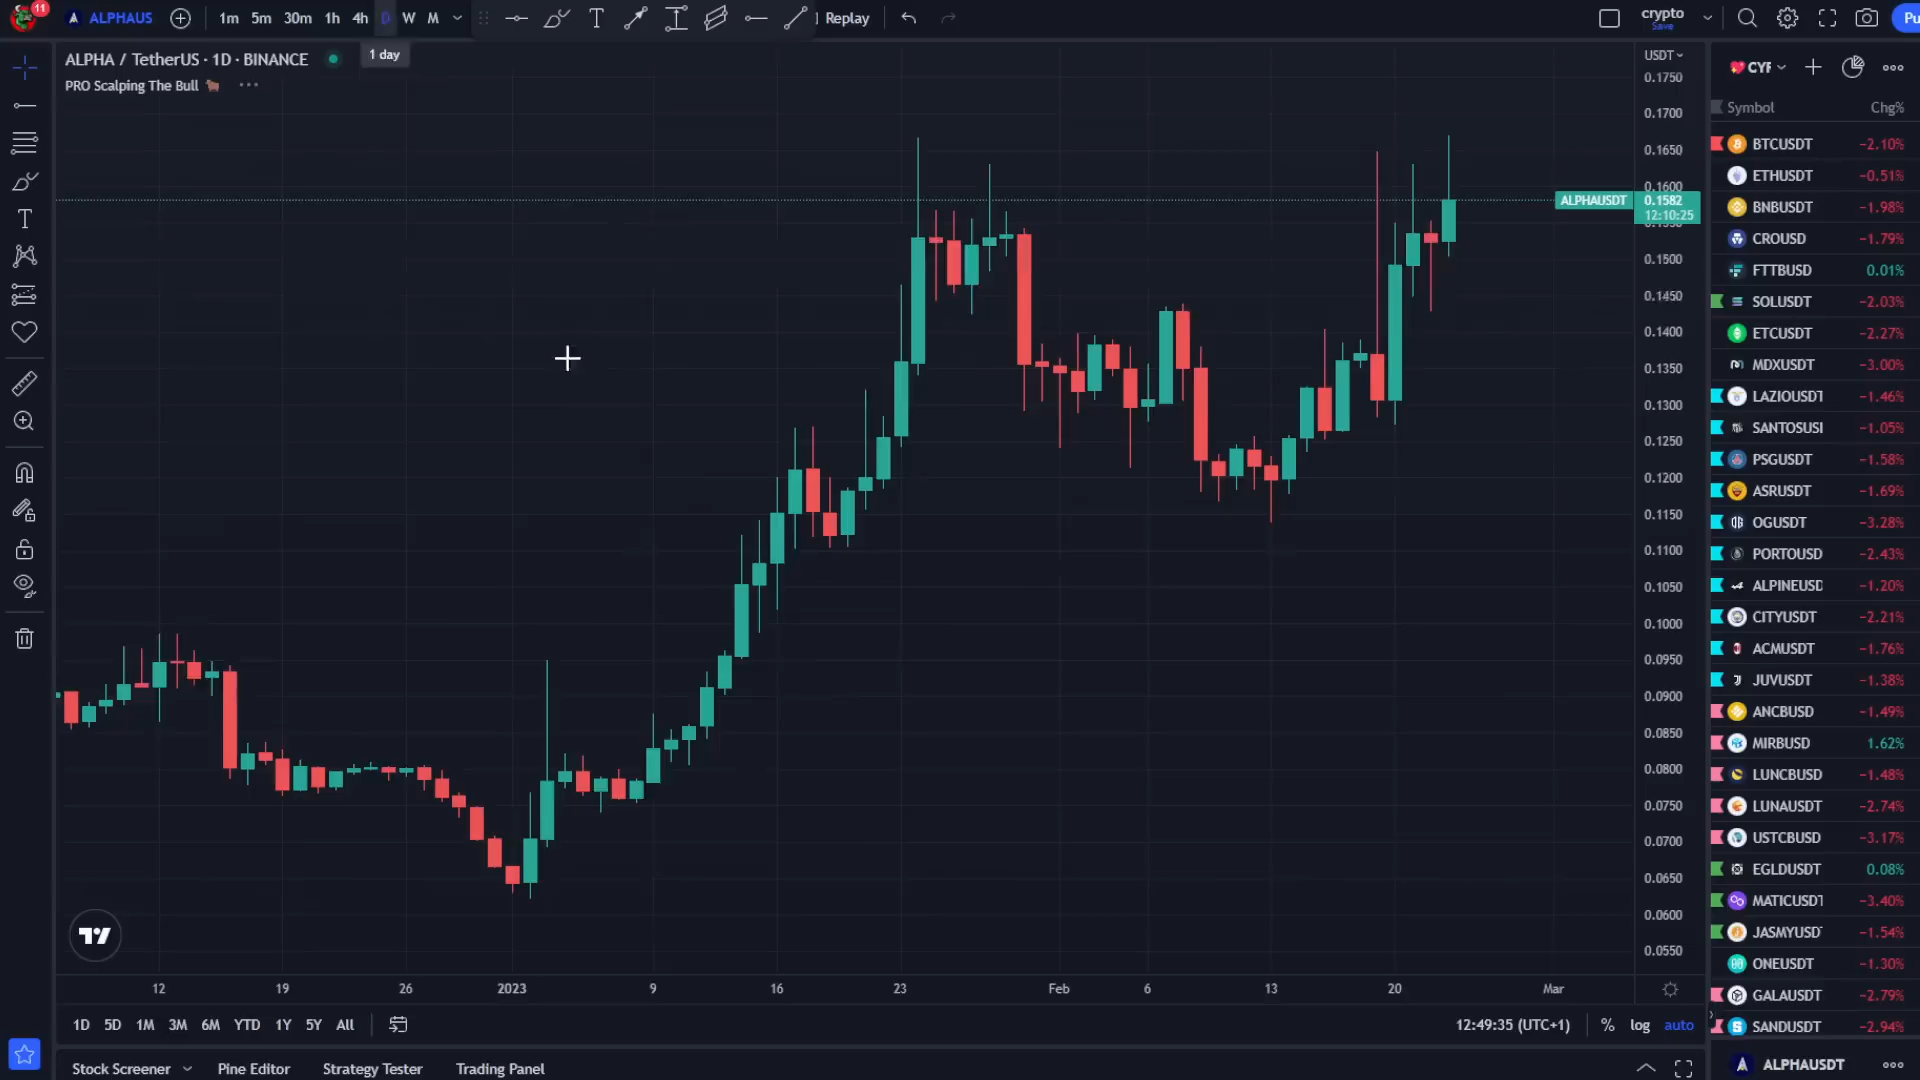 11
ALPHAUS
1m 5m 30m 1h 4h D W M
Replay
crypto
Save
Pu
1 day
ALPHA / TetherUS · 1D · BINANCE
PRO Scalping The Bull
USDT
0.1750
0.1700
0.1650
0.1600
ALPHAUSDT 0.1582
12:10:25
0.1500
0.1450
0.1400
0.1350
0.1300
0.1250
0.1200
0.1150
0.1100
0.1050
0.1000
0.0950
0.0900
0.0850
0.0800
0.0750
0.0700
0.0650
0.0600
0.0550
12 19 26 2023 9 16 23 Feb 6 13 20 Mar
1D 5D 1M 3M 6M YTD 1Y 5Y All
12:49:35 (UTC+1) % log auto
Stock Screener Pine Editor Strategy Tester Trading Panel
CYF
Symbol Chg%
BTCUSDT −2.10%
ETHUSDT −0.51%
BNBUSDT −1.98%
CROUSD −1.79%
FTTBUSD 0.01%
SOLUSDT −2.03%
ETCUSDT −2.27%
MDXUSDT −3.00%
LAZIOUSDT −1.46%
SANTOSUSI −1.05%
PSGUSDT −1.58%
ASRUSDT −1.69%
OGUSDT −3.28%
PORTOUSD −2.43%
ALPINEUSD −1.20%
CITYUSDT −2.21%
ACMUSDT −1.76%
JUVUSDT −1.38%
ANCBUSD −1.49%
MIRBUSD 1.62%
LUNCBUSD −1.48%
LUNAUSDT −2.74%
USTCBUSD −3.17%
EGLDUSDT 0.08%
MATICUSDT −3.40%
JASMYUSD −1.54%
ONEUSDT −1.30%
GALAUSDT −2.79%
SANDUSDT −2.94%
ALPHAUSDT